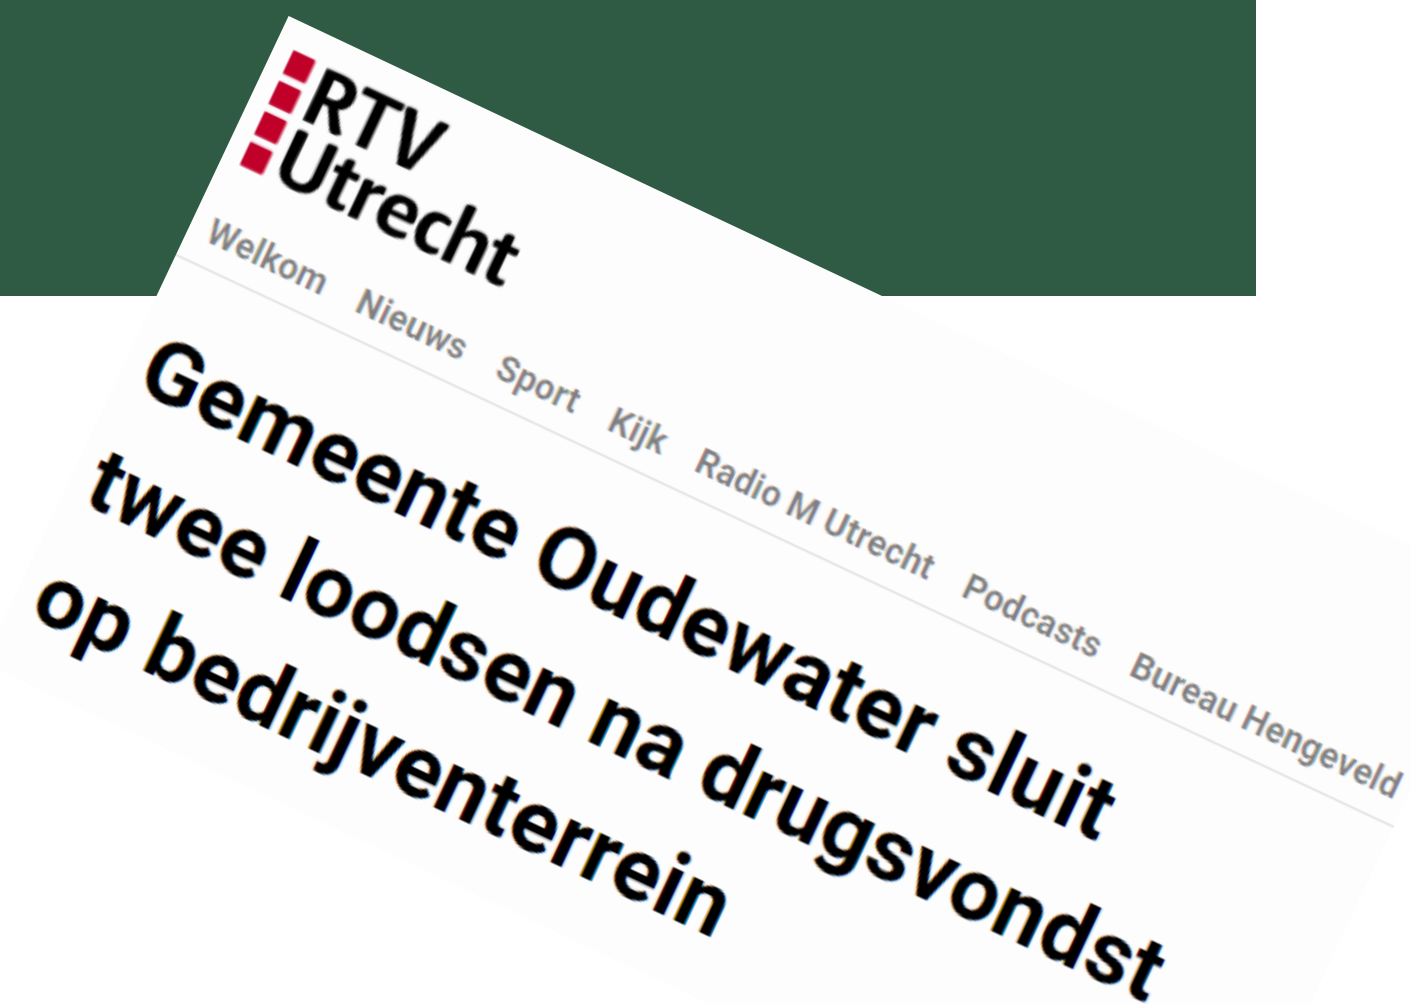 RTV
Utrecht
Welkom Nieuws Sport Kijk Radio M Utrecht Podcasts Bureau Hengeveld
Gemeente Oudewater sluit
twee loodsen na drugsvondst
op bedrijventerrein